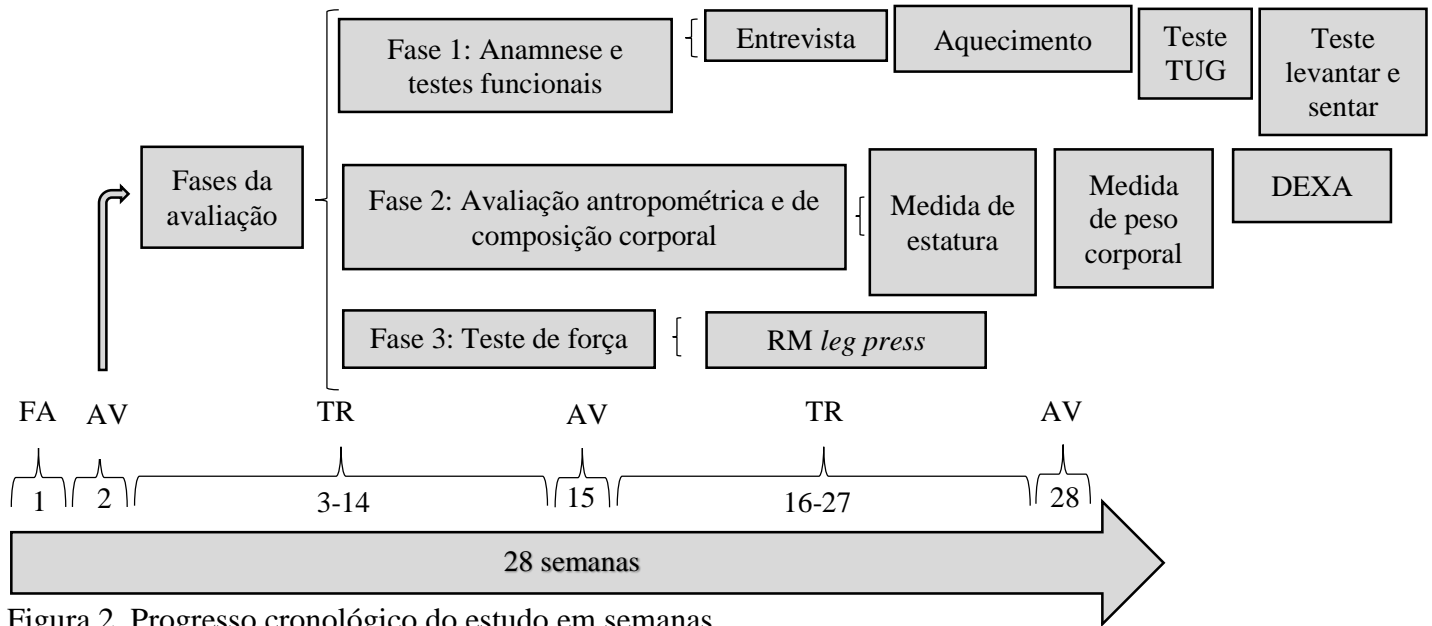 Fase 1: Anamnese e
testes funcionais
Entrevista
Aquecimento
Teste
TUG
Teste
levantar e
sentar
Fases da
avaliação
Fase 2: Avaliação antropométrica e de
composição corporal
Medida de
estatura
Medida
de peso
corporal
DEXA
Fase 3: Teste de força
RM leg press
FA
AV
TR
AV
TR
AV
1
2
3-14
15
16-27
28
28 semanas
Figura 2. Progresso cronológico do estudo em semanas